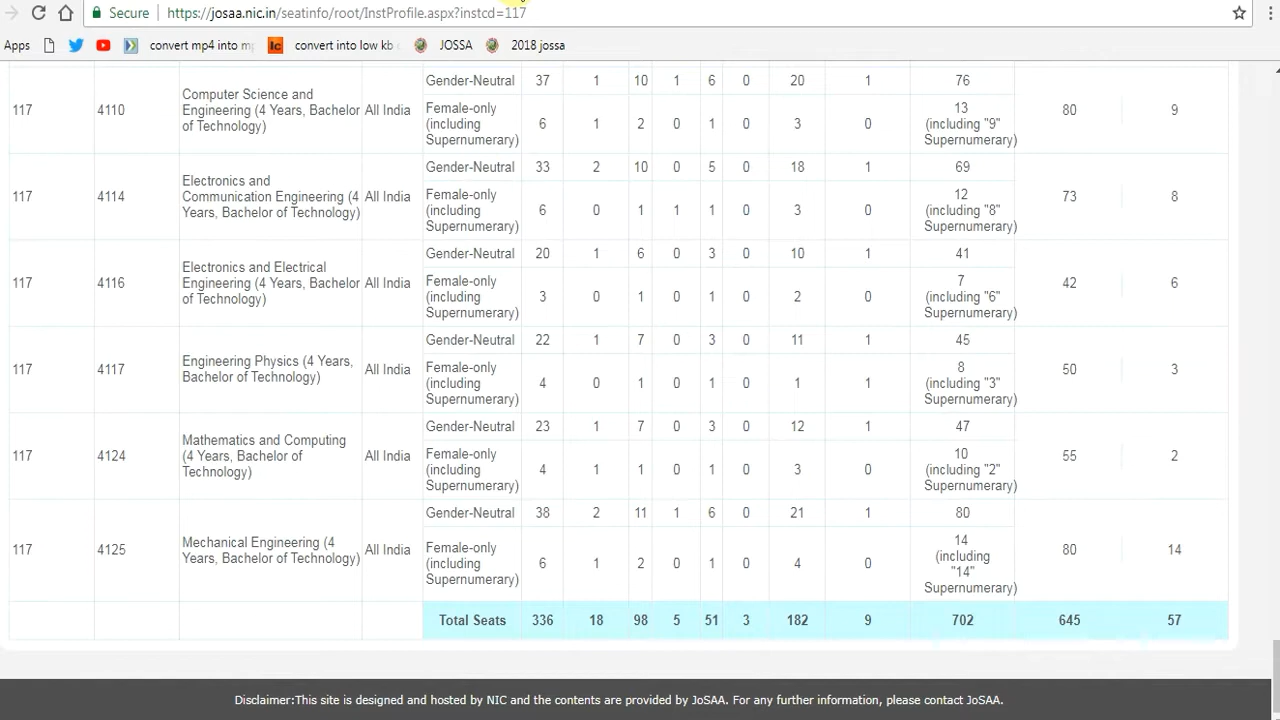 Secure https://josaa.nic.in/seatinfo/root/InstProfile.aspx?instcd=117
Apps convert mp4 into m convert into low kb JOSSA 2018 jossa
117 4110 Computer Science and Engineering (4 Years, Bachelor of Technology) All India Gender-Neutral 37 1 10 1 6 0 20 1 76 80 9
Female-only (including Supernumerary) 6 1 2 0 1 0 3 0 13 (including "9" Supernumerary)
117 4114 Electronics and Communication Engineering (4 Years, Bachelor of Technology) All India Gender-Neutral 33 2 10 0 5 0 18 1 69 73 8
Female-only (including Supernumerary) 6 0 1 1 1 0 3 0 12 (including "8" Supernumerary)
117 4116 Electronics and Electrical Engineering (4 Years, Bachelor of Technology) All India Gender-Neutral 20 1 6 0 3 0 10 1 41 42 6
Female-only (including Supernumerary) 3 0 1 0 1 0 2 0 7 (including "6" Supernumerary)
117 4117 Engineering Physics (4 Years, Bachelor of Technology) All India Gender-Neutral 22 1 7 0 3 0 11 1 45 50 3
Female-only (including Supernumerary) 4 0 1 0 1 0 1 1 8 (including "3" Supernumerary)
117 4124 Mathematics and Computing (4 Years, Bachelor of Technology) All India Gender-Neutral 23 1 7 0 3 0 12 1 47 55 2
Female-only (including Supernumerary) 4 1 1 0 1 0 3 0 10 (including "2" Supernumerary)
117 4125 Mechanical Engineering (4 Years, Bachelor of Technology) All India Gender-Neutral 38 2 11 1 6 0 21 1 80 80 14
Female-only (including Supernumerary) 6 1 2 0 1 0 4 0 14 (including "14" Supernumerary)
Total Seats 336 18 98 5 51 3 182 9 702 645 57
Disclaimer:This site is designed and hosted by NIC and the contents are provided by JoSAA. For any further information, please contact JoSAA.